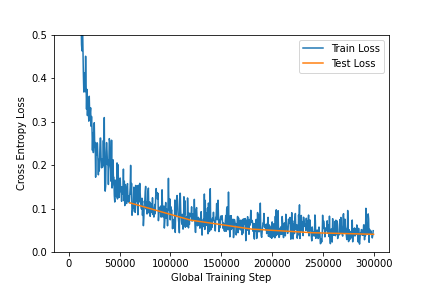 0.5
0.4
0.3
0.2
0.1
0.0
Cross Entropy Loss
Train Loss
Test Loss
0 50000 100000 150000 200000 250000 300000
Global Training Step